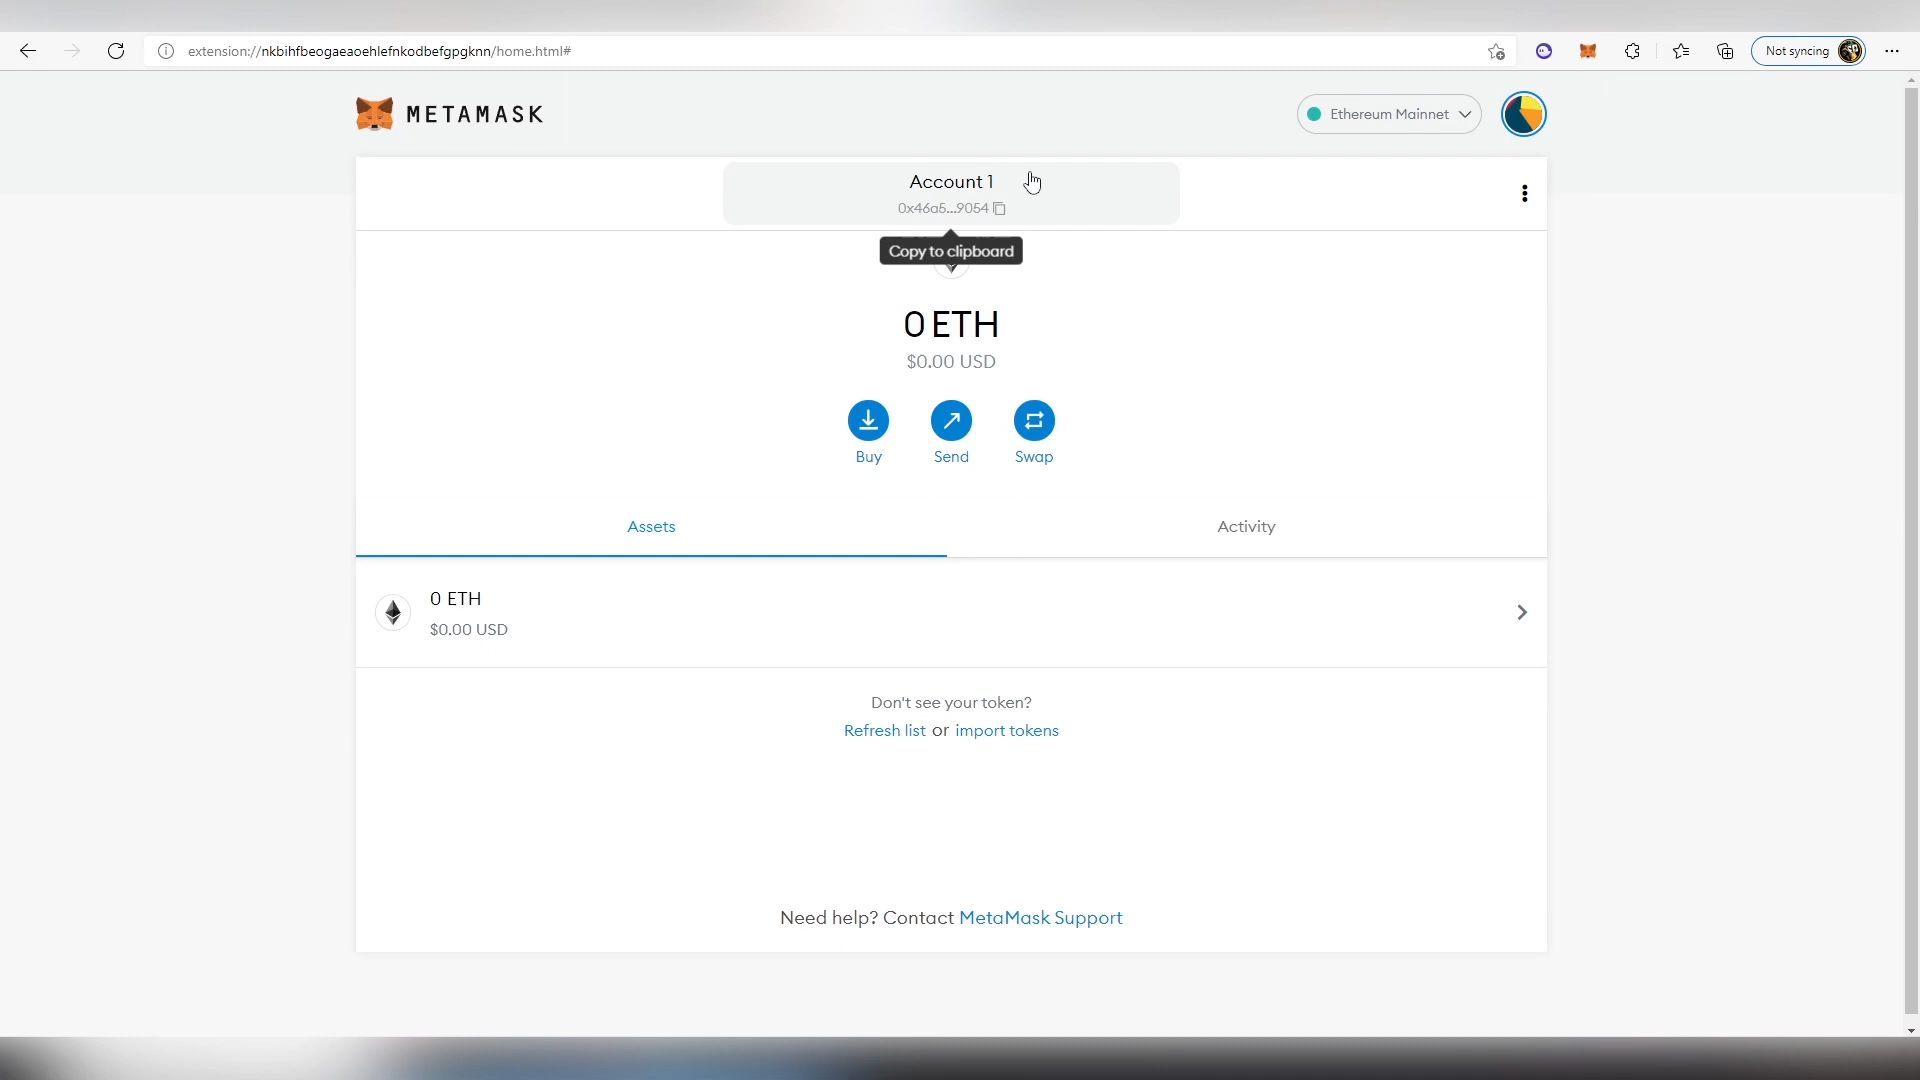 extension://nkbihfbeogaeaoehlefnkodbefgpgknn/home.html#
Not syncing
METAMASK
Ethereum Mainnet
Account 1
0x46a5...9054
Copy to clipboard
0 ETH
$0.00 USD
Buy
Send
Swap
Assets
Activity
0 ETH
$0.00 USD
Don't see your token?
Refresh list or import tokens
Need help? Contact MetaMask Support